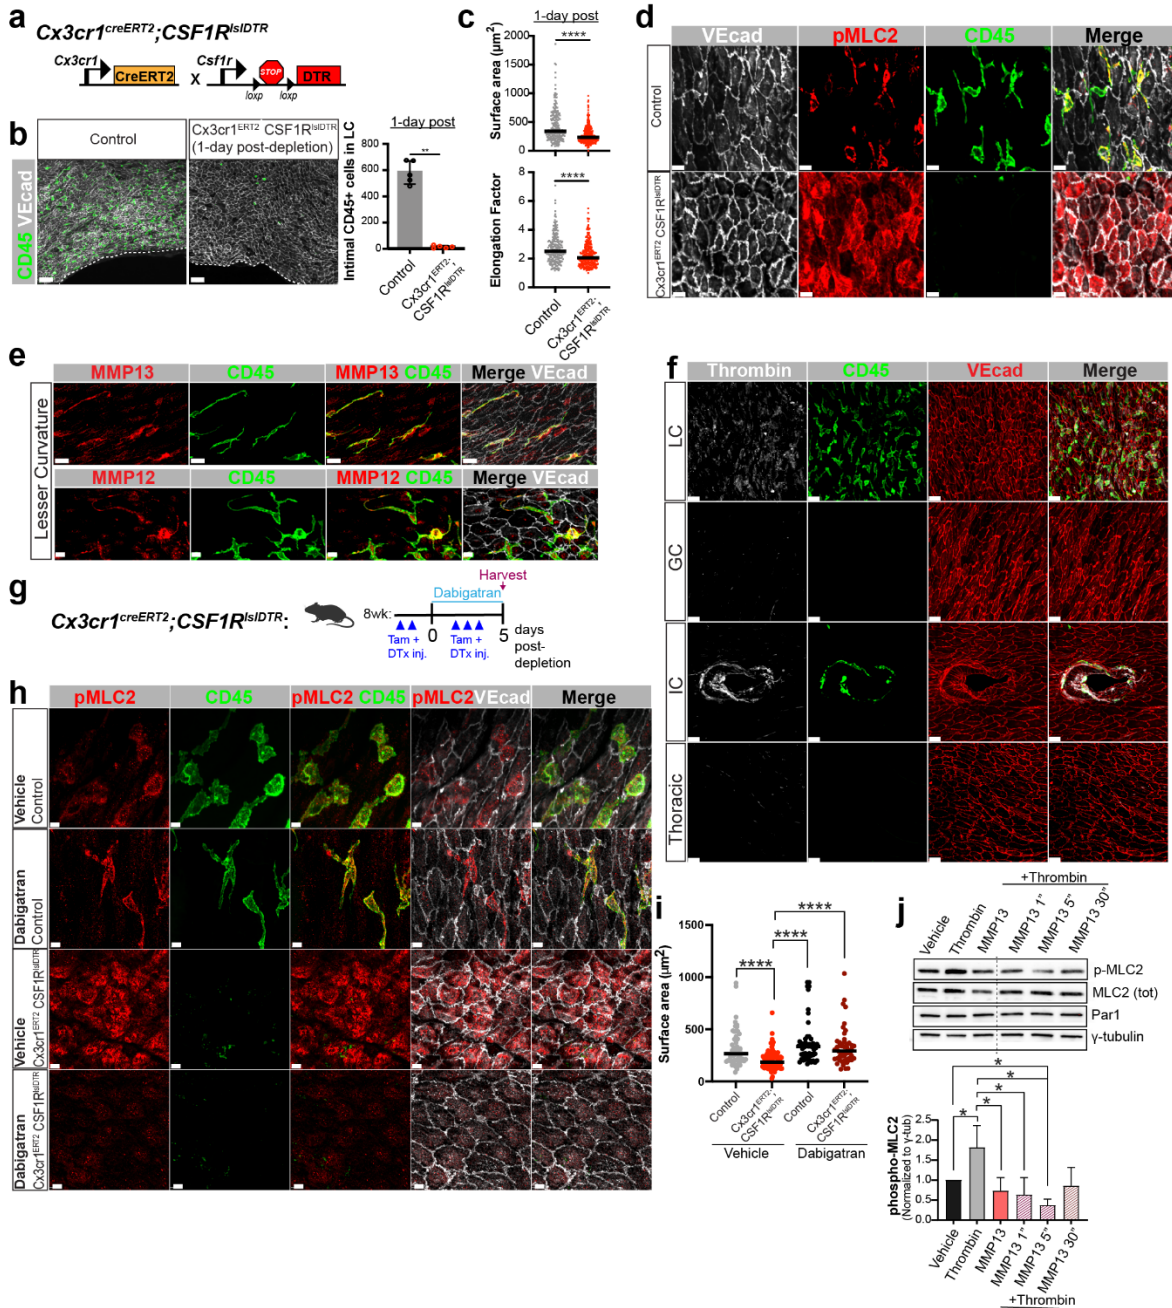 a
Cx3cr1creERT2;CSF1RlslDTR
Cx3cr1
CreERT2
X
Csf1r
STOP
DTR
loxp
loxp
b
Control
Cx3cr1ERT2 CSF1RlslDTR
(1-day post-depletion)
CD45 VEcad
1-day post
Intimal CD45+ cells in LC
800
600
400
200
0
**
Control
Cx3cr1ERT2-;
CSF1RlslDTR
c
1-day post
Surface area (µm2)
2000
1500
1000
500
0
****
Elongation Factor
8
6
4
2
0
****
Control
Cx3cr1ERT2-;
CSF1RlslDTR
d
VEcad
pMLC2
CD45
Merge
Control
Cx3cr1ERT2 CSF1RlslDTR
e
Lesser Curvature
MMP13
CD45
MMP13 CD45
Merge VEcad
MMP12
CD45
MMP12 CD45
Merge VEcad
f
Thrombin
CD45
VEcad
Merge
LC
GC
IC
Thoracic
g
Cx3cr1creERT2;CSF1RlslDTR:
8wk:
Harvest
Dabigatran
0
5
days
post-
depletion
Tam +
DTx inj.
Tam +
DTx inj.
h
pMLC2
CD45
pMLC2 CD45
pMLC2VEcad
Merge
Vehicle
Control
Dabigatran
Control
Vehicle
Cx3cr1ERT2 CSF1RlslDTR
Dabigatran
Cx3cr1ERT2 CSF1RlslDTR
i
Surface area (µm2)
1500
1000
500
0
****
****
****
Control
Cx3cr1ERT2-;
CSF1RlslDTR
Control
Cx3cr1ERT2-;
CSF1RlslDTR
Vehicle
Dabigatran
j
+Thrombin
Vehicle
Thrombin
MMP13
MMP13 1"
MMP13 5"
MMP13 30"
p-MLC2
MLC2 (tot)
Par1
γ-tubulin
phospho-MLC2
(Normalized to γ-tub)
2.5
2.0
1.5
1.0
0.5
0.0
*
*
*
*
*
Vehicle
Thrombin
MMP13
MMP13 1"
MMP13 5"
MMP13 30"
+Thrombin